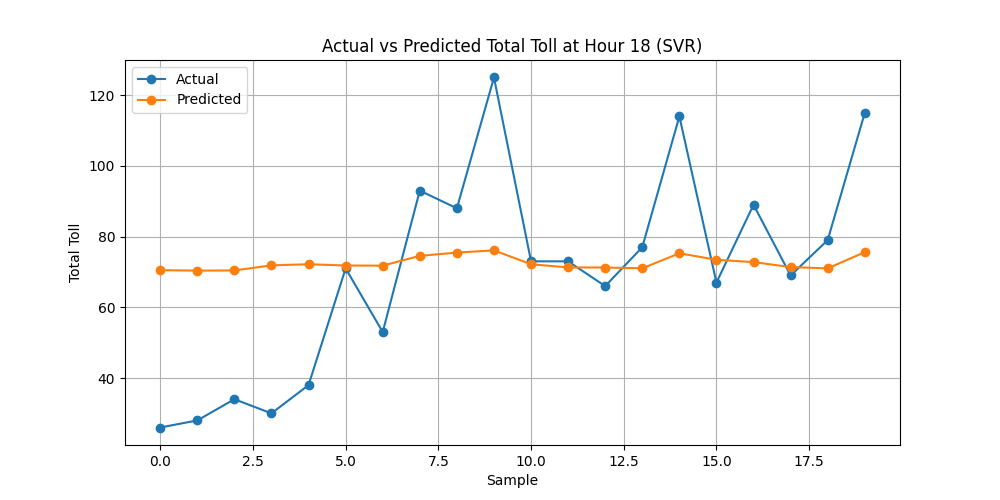 Actual vs Predicted Total Toll at Hour 18 (SVR)
Actual
Predicted
Total Toll
120
100
80
60
40
0.0 2.5 5.0 7.5 10.0 12.5 15.0 17.5
Sample